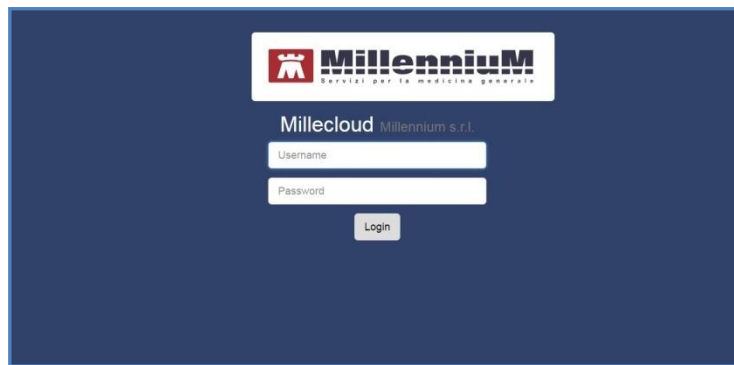 MillenniuM
Servizi per la medicina generale
Millecloud Millennium s.r.l.
Username
Password
Login